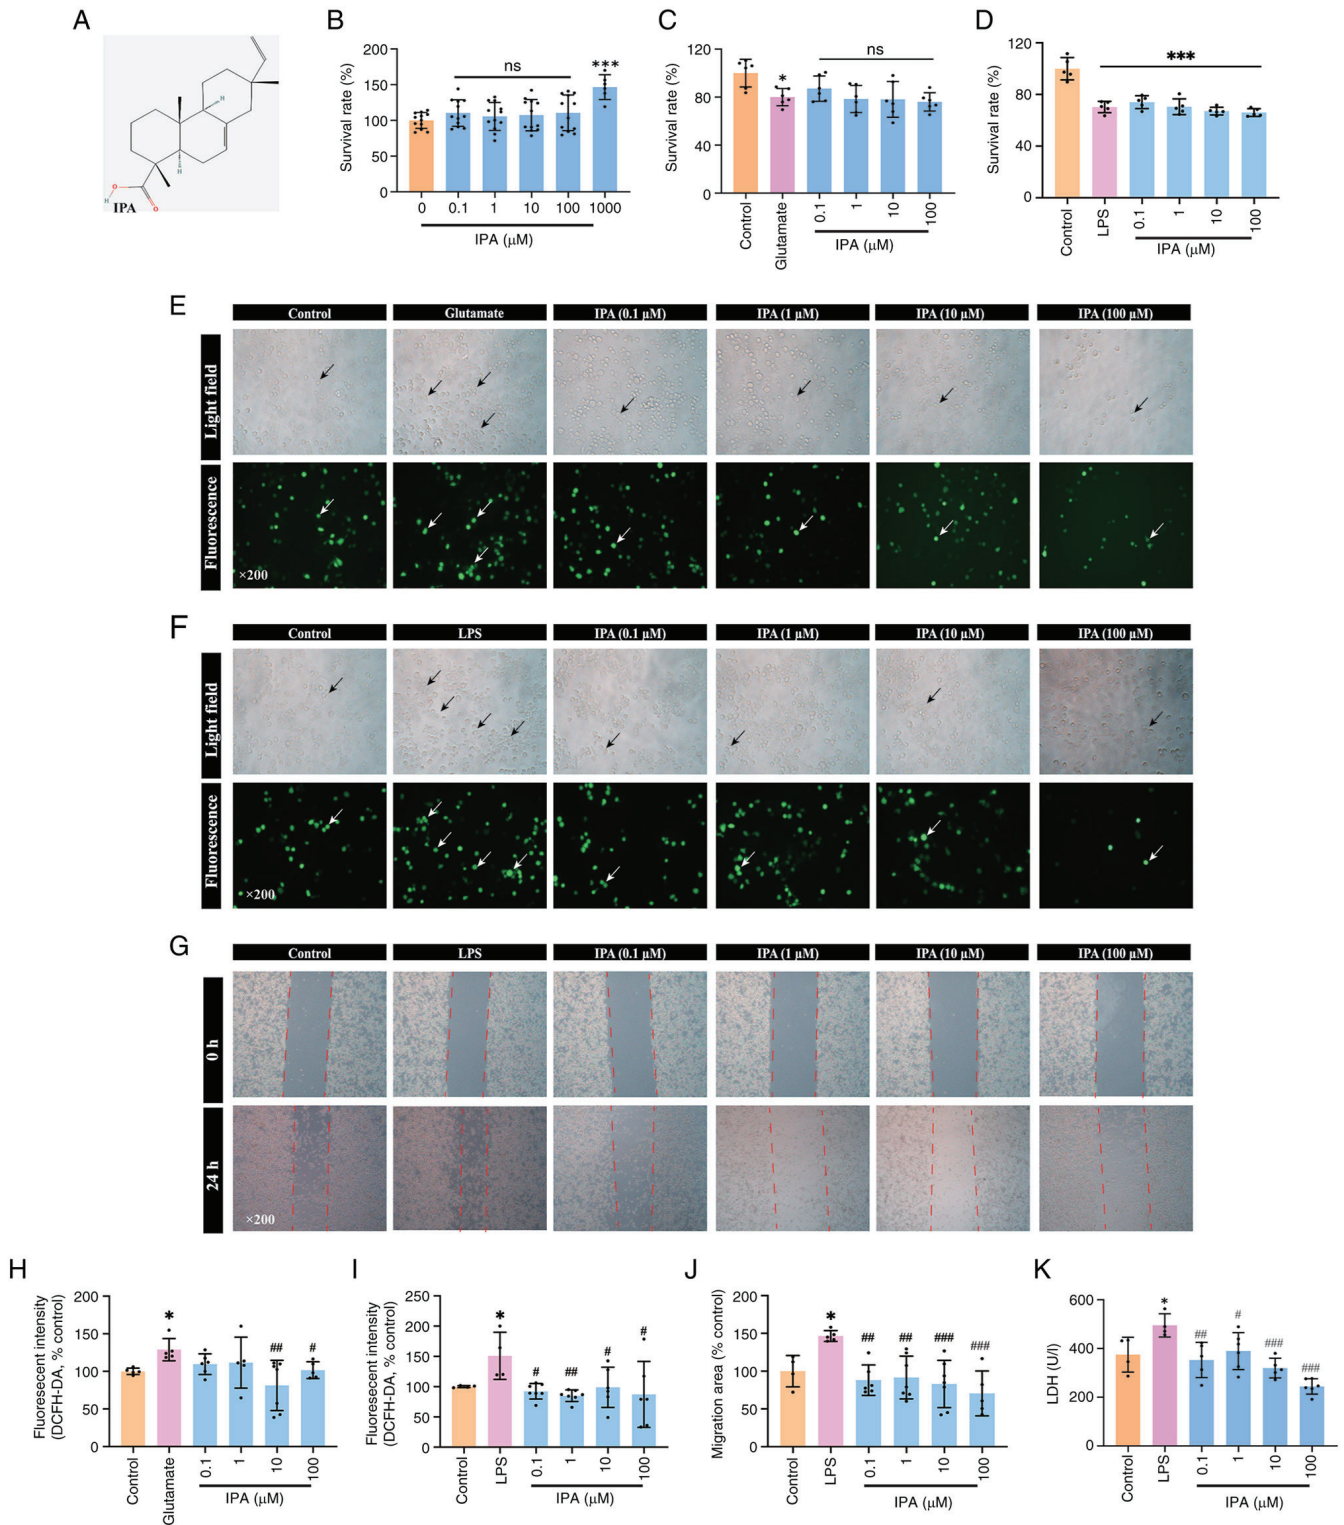 A
H
H
H
O
O
H
IPA
B
Survival rate (%)
200
150
100
50
0
ns
***
0
0.1
1
10
100
1000
IPA (μM)
C
Survival rate (%)
120
80
40
0
*
ns
Control
Glutamate
0.1
1
10
100
IPA (μM)
D
Survival rate (%)
120
80
40
0
***
Control
LPS
0.1
1
10
100
IPA (μM)
E
Control
Glutamate
IPA (0.1 μM)
IPA (1 μM)
IPA (10 μM)
IPA (100 μM)
Light field
Fluorescence
×200
F
Control
LPS
IPA (0.1 μM)
IPA (1 μM)
IPA (10 μM)
IPA (100 μM)
Light field
Fluorescence
×200
G
Control
LPS
IPA (0.1 μM)
IPA (1 μM)
IPA (10 μM)
IPA (100 μM)
0 h
24 h
×200
H
Fluoresecent intensity
(DCFH-DA, % control)
200
150
100
50
0
*
##
#
Control
Glutamate
0.1
1
10
100
IPA (μM)
I
Fluoresecent intensity
(DCFH-DA, % control)
250
200
150
100
50
0
*
#
##
#
#
Control
LPS
0.1
1
10
100
IPA (μM)
J
Migration area (% control)
200
150
100
50
0
*
##
##
###
###
Control
LPS
0.1
1
10
100
IPA (μM)
K
LDH (U/l)
600
400
200
0
*
##
#
###
###
Control
LPS
0.1
1
10
100
IPA (μM)